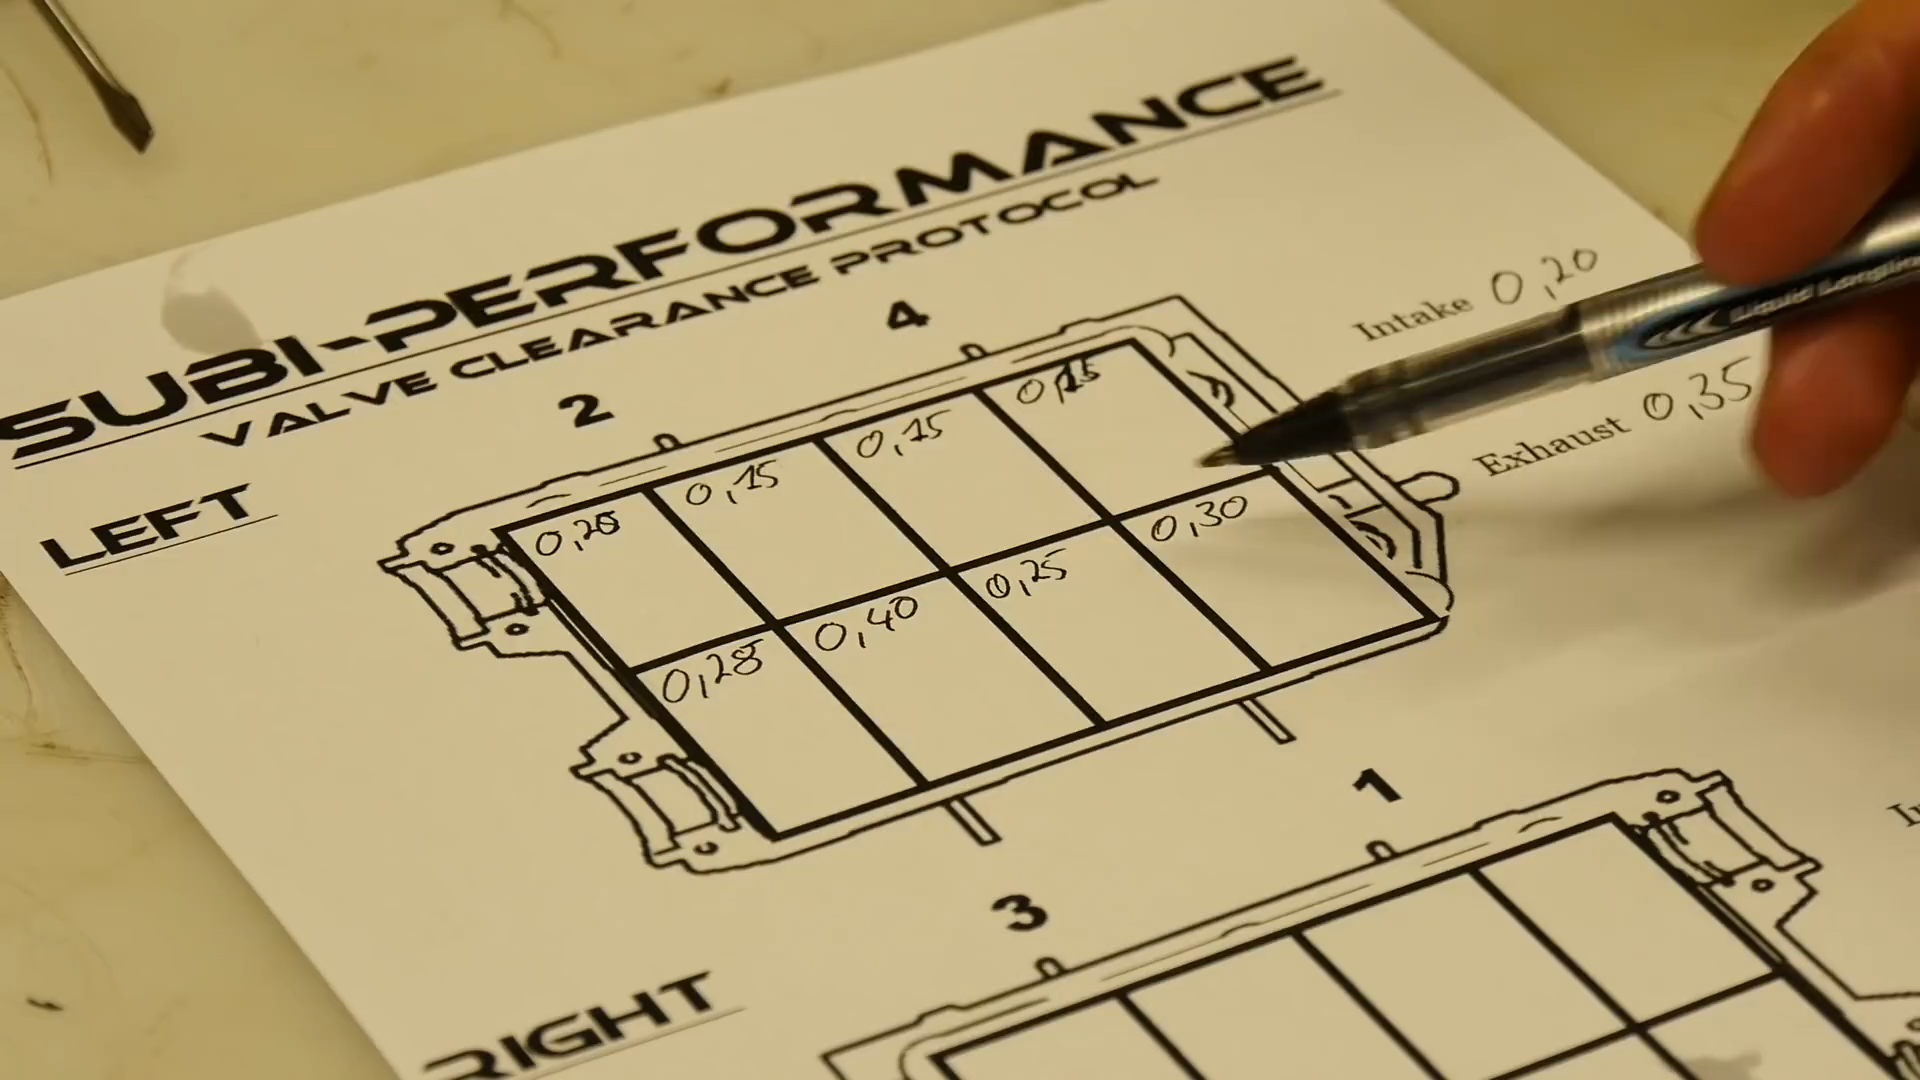 SUBI-PERFORMANCE
VALVE CLEARANCE PROTOCOL
LEFT
2
4
Intake 0,20
Exhaust 0,35
0,20 0,15 0,15
0,28 0,40 0,25 0,30
RIGHT
3
1